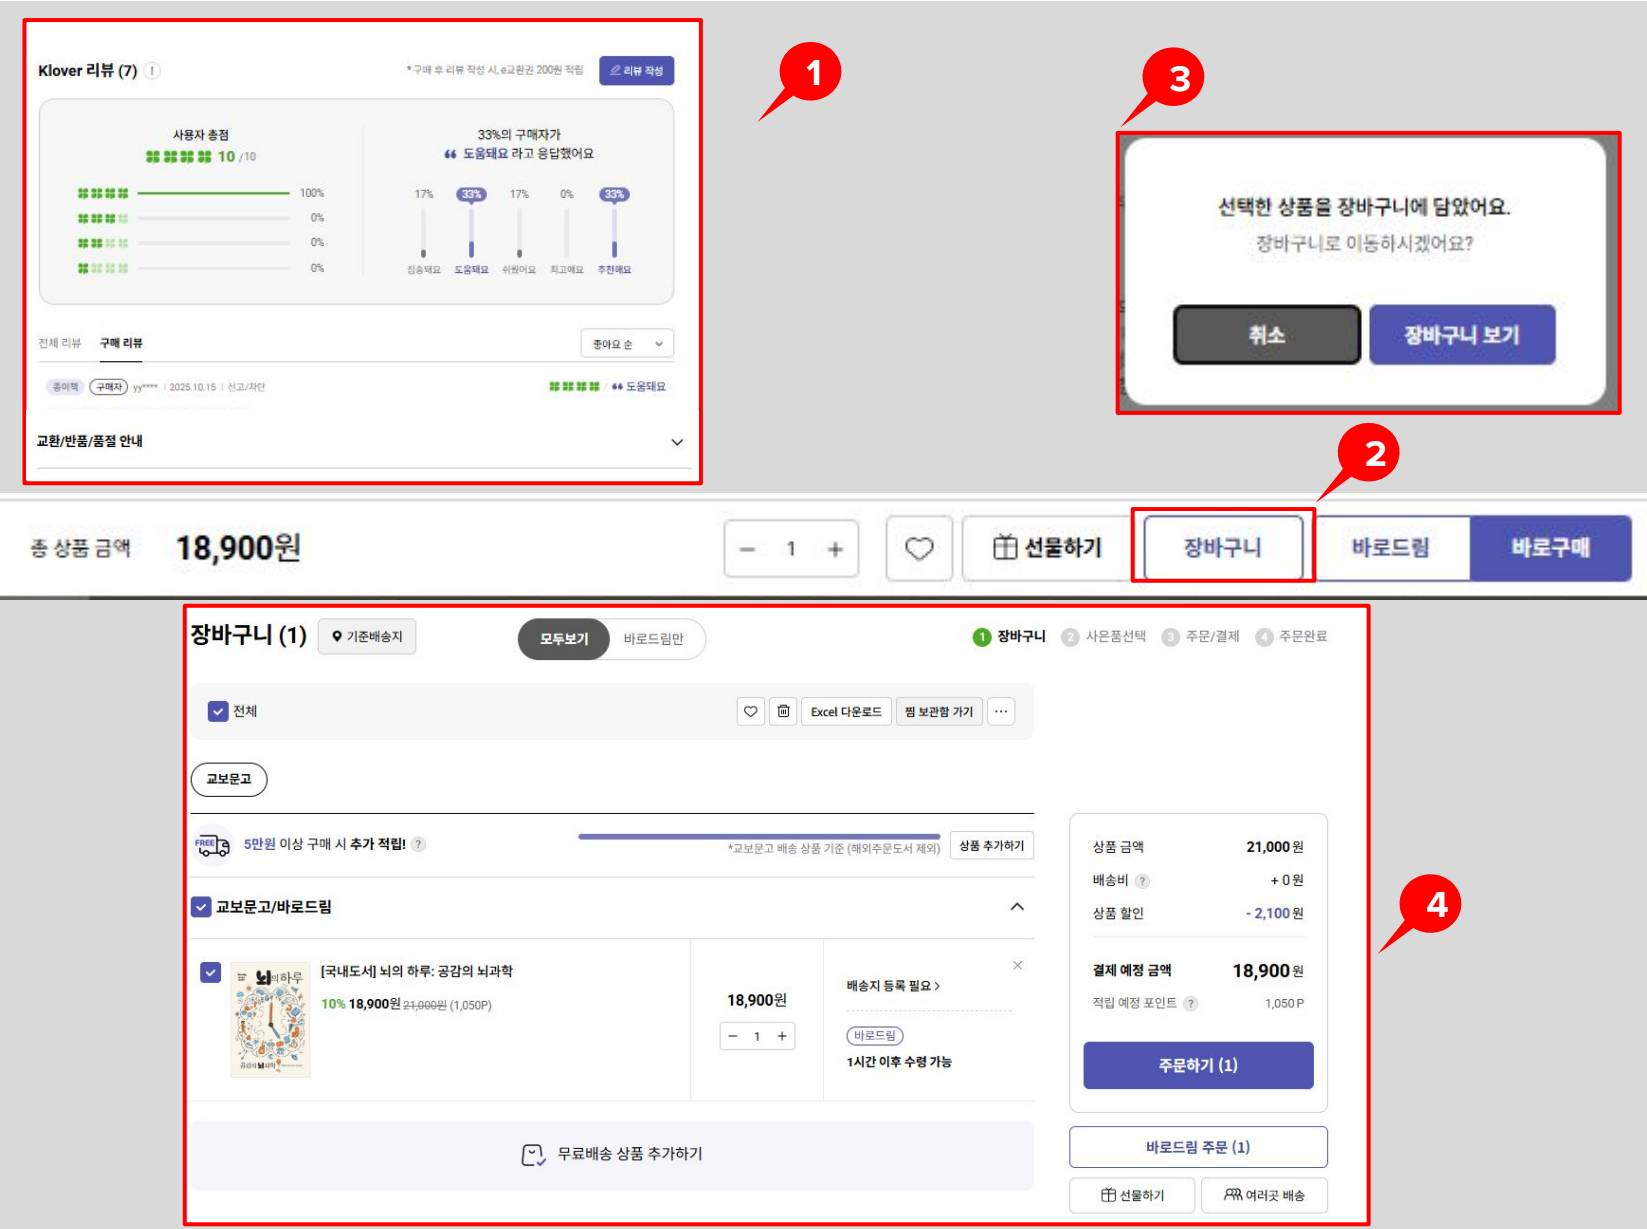 Klover 리뷰 (7) !
*구매 후 리뷰 작성 시, e교환권 200원 적립
리뷰 작성
사용자 총점
10 /10
100%
0%
0%
0%
33%의 구매자가
도움돼요 라고 응답했어요
17% 33% 17% 0% 33%
집중돼요 도움돼요 쉬웠어요 최고예요 추천해요
전체 리뷰 구매 리뷰
좋아요 순
종이책 구매자 yy**** | 2025.10.15 | 신고/차단
도움돼요
교환/반품/품절 안내
1
3
선택한 상품을 장바구니에 담았어요.
장바구니로 이동하시겠어요?
취소 장바구니 보기
2
총 상품 금액 18,900원
− 1 +
선물하기 장바구니 바로드림 바로구매
장바구니 (1) 기준배송지
모두보기 바로드림만
1 장바구니 2 사은품선택 3 주문/결제 4 주문완료
전체
Excel 다운로드 찜 보관함 가기 ...
교보문고
FREE 5만원 이상 구매 시 추가 적립! ?
*교보문고 배송 상품 기준 (해외주문도서 제외)
상품 추가하기
교보문고/바로드림
뇌의하루
[국내도서] 뇌의 하루: 공감의 뇌과학
10% 18,900원 21,000원 (1,050P)
18,900원
− 1 +
배송지 등록 필요 >
바로드림
1시간 이후 수령 가능
무료배송 상품 추가하기
상품 금액 21,000 원
배송비 ? + 0 원
상품 할인 - 2,100 원
결제 예정 금액 18,900 원
적립 예정 포인트 ? 1,050 P
주문하기 (1)
바로드림 주문 (1)
선물하기 여러곳 배송
4